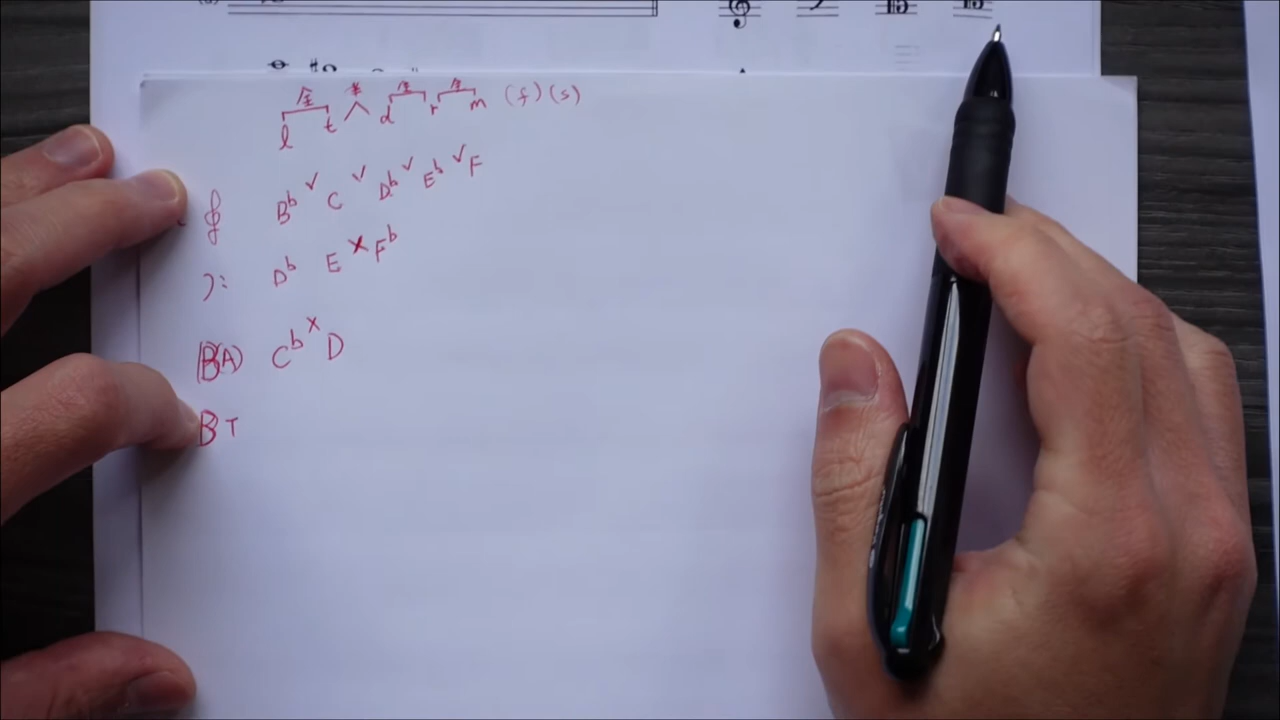 全 半 全 全
l t d r m (f) (s)
B♭ ✓ C ✓ D♭ ✓ E♭ ✓ F
D♭ E × F♭
B(A) C♭ × D
B T